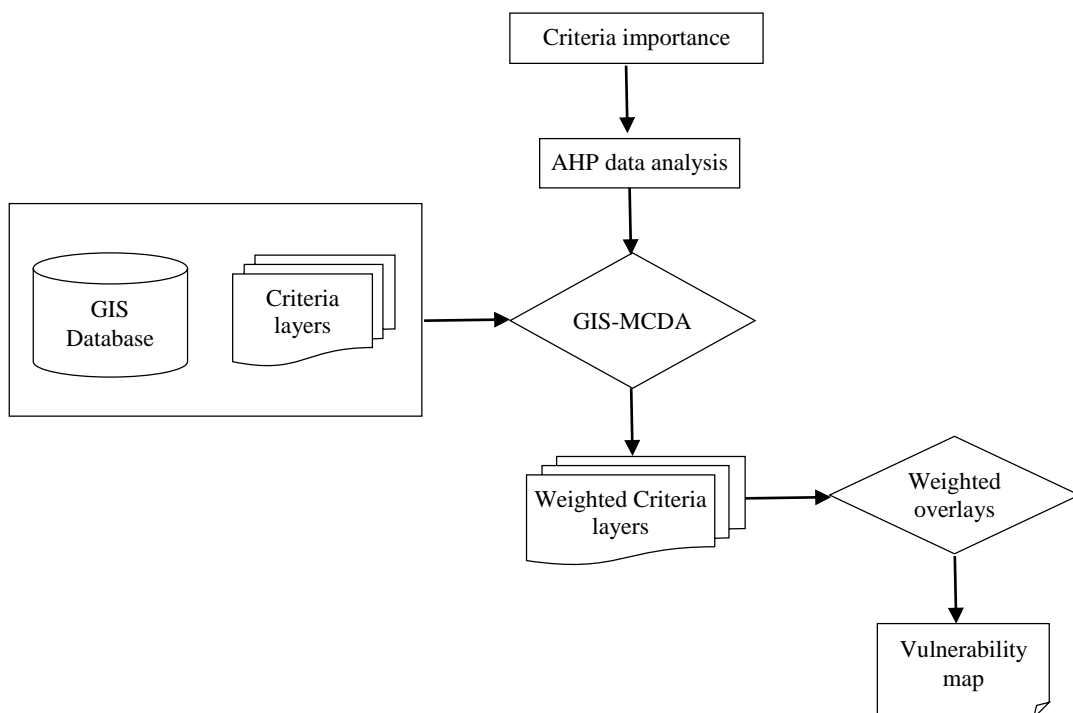 Criteria importance
AHP data analysis
GIS
Database
Criteria
layers
GIS-MCDA
Weighted Criteria
layers
Weighted
overlays
Vulnerability
map